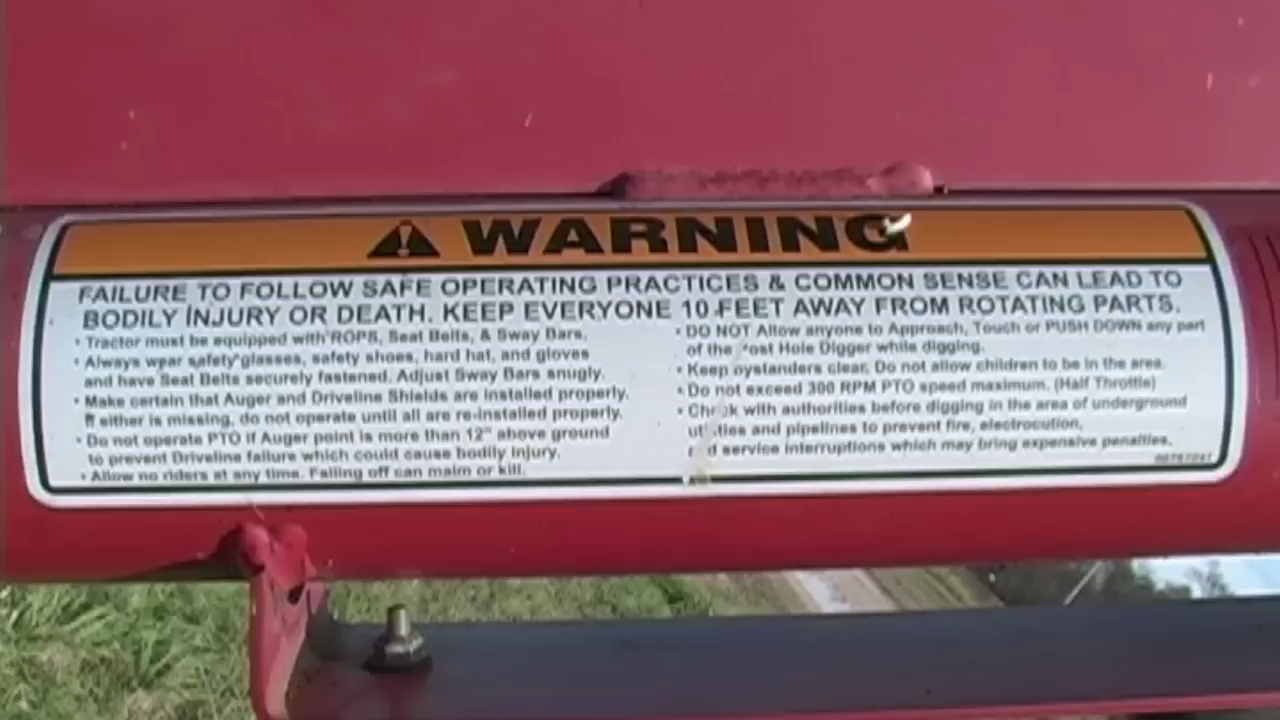 WARNING
FAILURE TO FOLLOW SAFE OPERATING PRACTICES & COMMON SENSE CAN LEAD TO
BODILY INJURY OR DEATH. KEEP EVERYONE 10 FEET AWAY FROM ROTATING PARTS.
• Tractor must be equipped with ROPS, Seat Belts, & Sway Bars.
• Always wear safety glasses, safety shoes, hard hat, and gloves
and have Seat Belts securely fastened. Adjust Sway Bars snugly.
• Make certain that Auger and Driveline Shields are installed properly.
If either is missing, do not operate until all are re-installed properly.
• Do not operate PTO if Auger point is more than 12" above ground
to prevent Driveline failure which could cause bodily injury.
• Allow no riders at any time. Falling off can maim or kill.
• DO NOT Allow anyone to Approach, Touch or PUSH DOWN any part
of the Post Hole Digger while digging.
• Keep bystanders clear. Do not allow children to be in the area.
• Do not exceed 300 RPM PTO speed maximum. (Half Throttle)
• Check with authorities before digging in the area of underground
utilities and pipelines to prevent fire, electrocution,
and service interruptions which may bring expensive penalties.